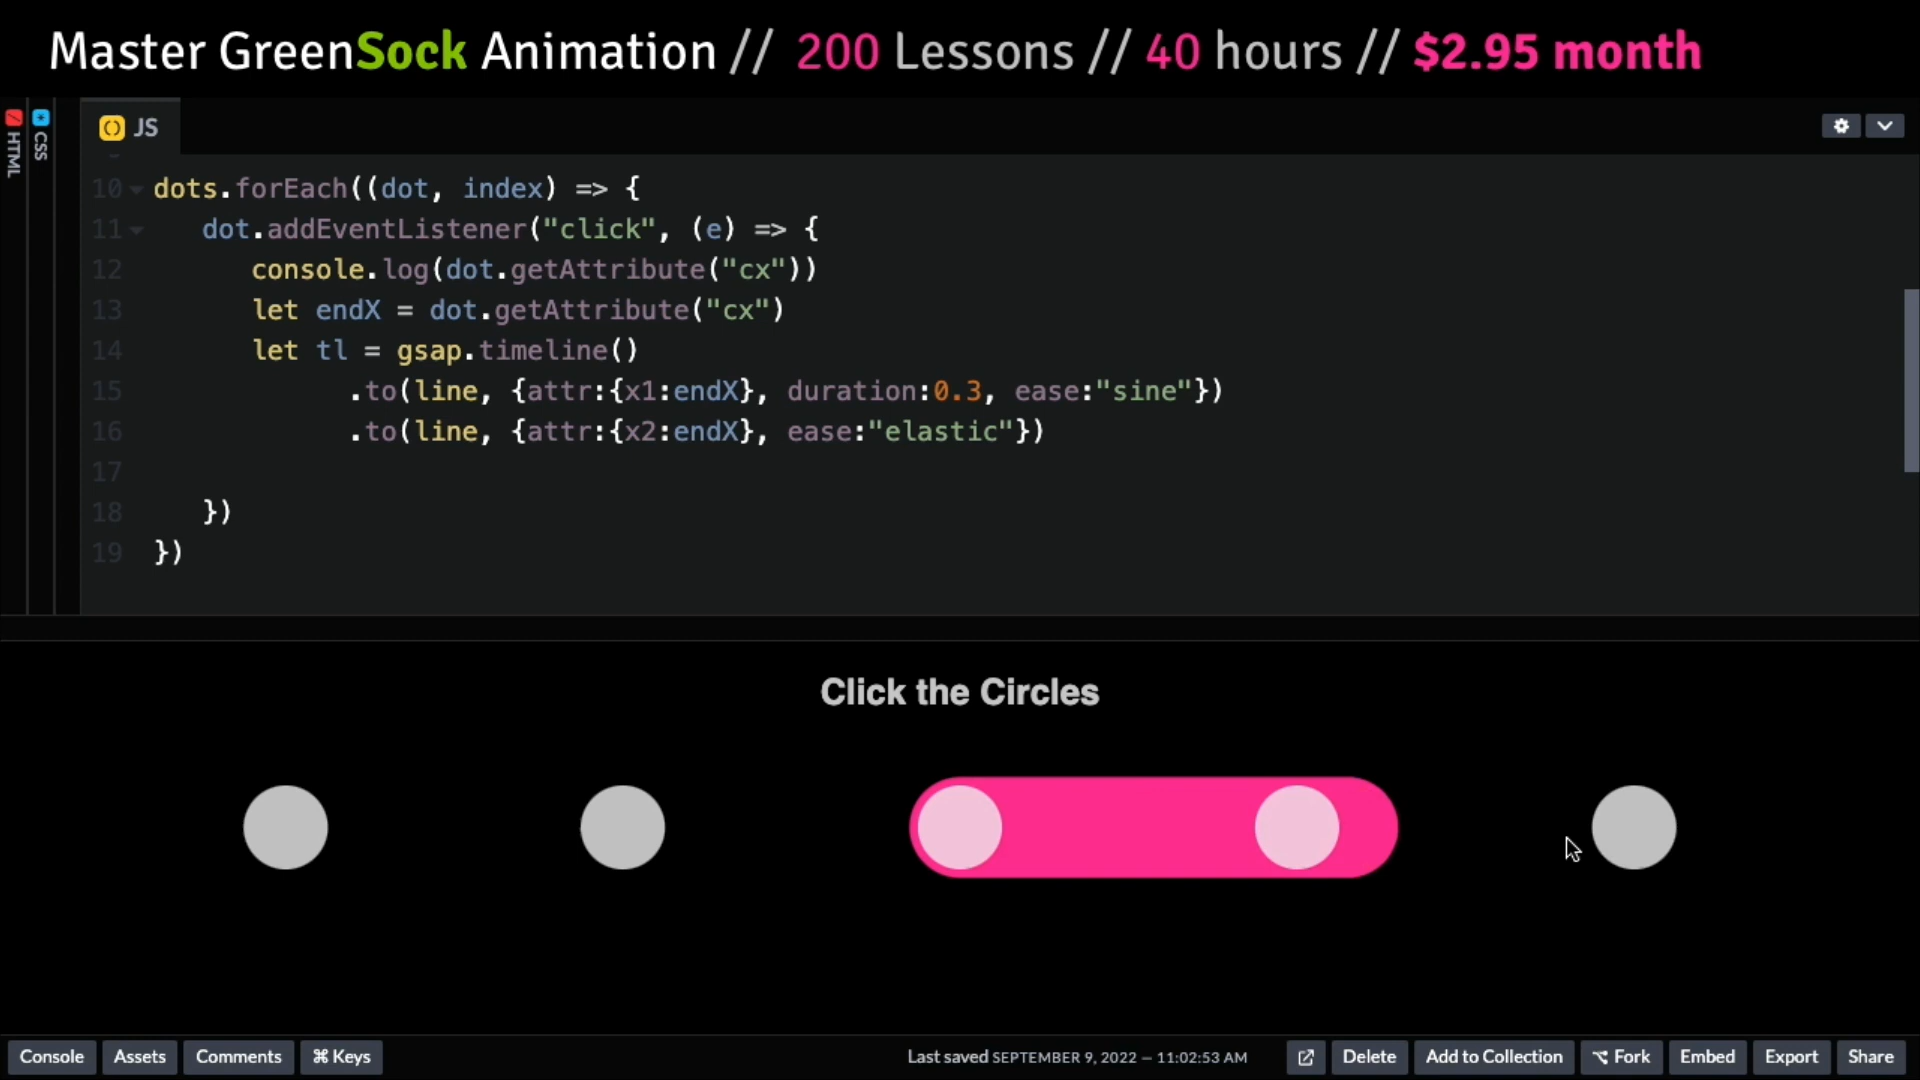 Master GreenSock Animation // 200 Lessons // 40 hours // $2.95 month
HTML
CSS
JS
10 dots.forEach((dot, index) => {
11 dot.addEventListener("click", (e) => {
12 console.log(dot.getAttribute("cx"))
13 let endX = dot.getAttribute("cx")
14 let tl = gsap.timeline()
15 .to(line, {attr:{x1:endX}, duration:0.3, ease:"sine"})
16 .to(line, {attr:{x2:endX}, ease:"elastic"})
17
18 })
19 })
Click the Circles
Console Assets Comments ⌘ Keys Last saved SEPTEMBER 9, 2022 — 11:02:53 AM Delete Add to Collection Fork Embed Export Share